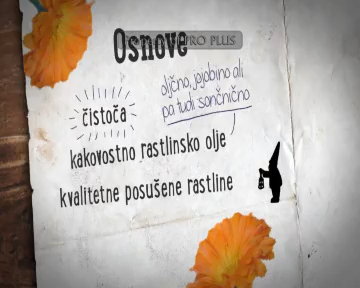 Osnove
PRO PLUS
oljčno, jojobino ali
pa tudi sončnično
čistoča
kakovostno rastlinsko olje
kvalitetne posušene rastline